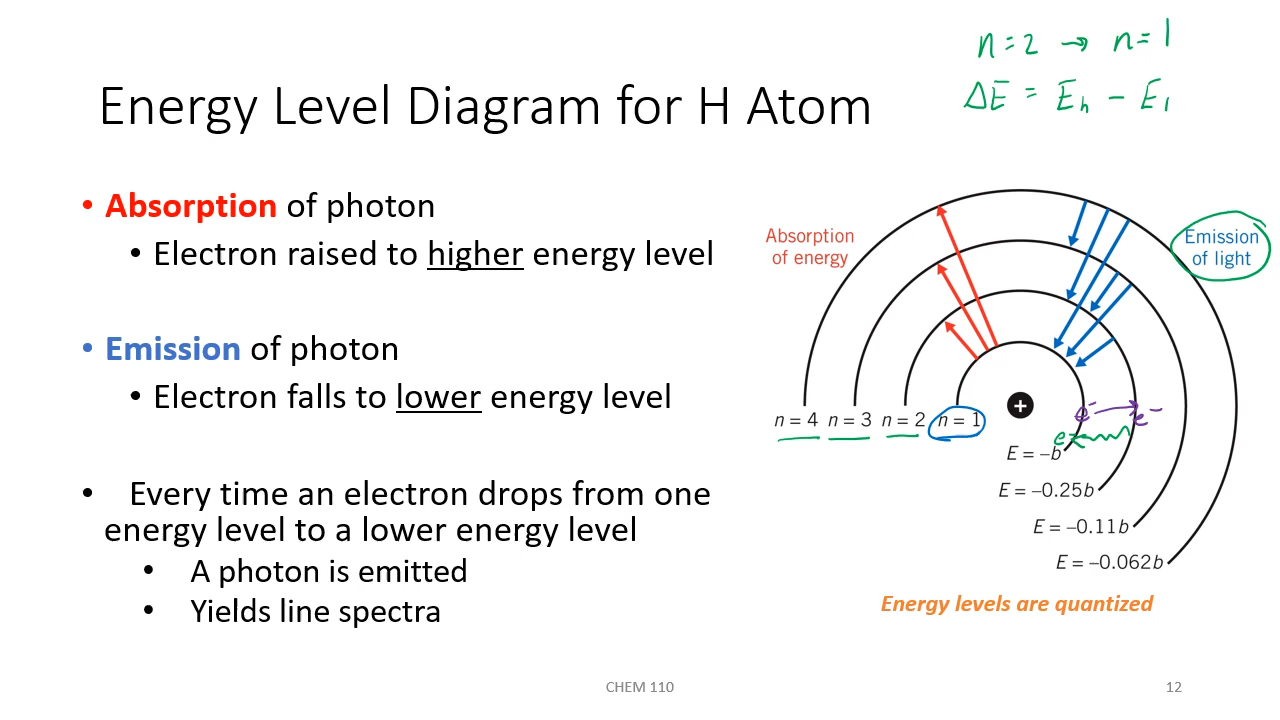 n = 2 → n = 1
ΔE = Eh - E1
Energy Level Diagram for H Atom
• Absorption of photon
• Electron raised to higher energy level
• Emission of photon
• Electron falls to lower energy level
• Every time an electron drops from one
energy level to a lower energy level
• A photon is emitted
• Yields line spectra
Absorption
of energy
Emission
of light
n = 4 n = 3 n = 2 n = 1
+
e⁻ → e⁻
e
E = –b
E = –0.25b
E = –0.11b
E = –0.062b
Energy levels are quantized
CHEM 110
12